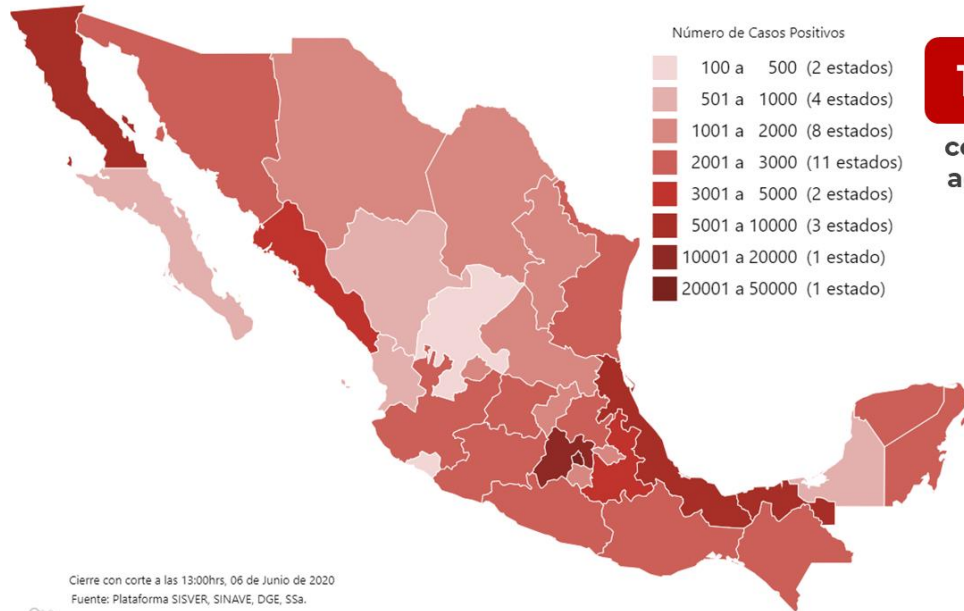 Número de Casos Positivos
100 a 500 (2 estados)
501 a 1000 (4 estados)
1001 a 2000 (8 estados)
2001 a 3000 (11 estados)
3001 a 5000 (2 estados)
5001 a 10000 (3 estados)
10001 a 20000 (1 estado)
20001 a 50000 (1 estado)
Cierre con corte a las 13:00hrs, 06 de Junio de 2020
Fuente: Plataforma SISVER, SINAVE, DGE, SSa.